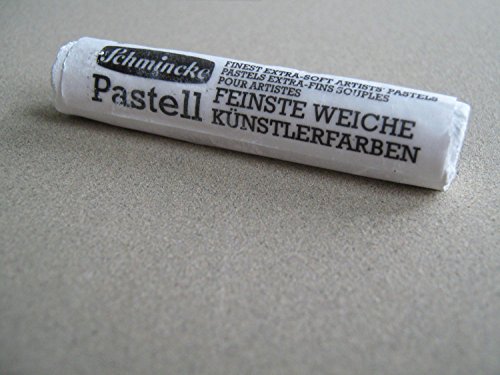 Schmincke
FINEST EXTRA-SOFT ARTISTS' PASTELS
PASTELS EXTRA-FINS SOUPLES
POUR ARTISTES
Pastell
FEINSTE WEICHE
KÜNSTLERFARBEN